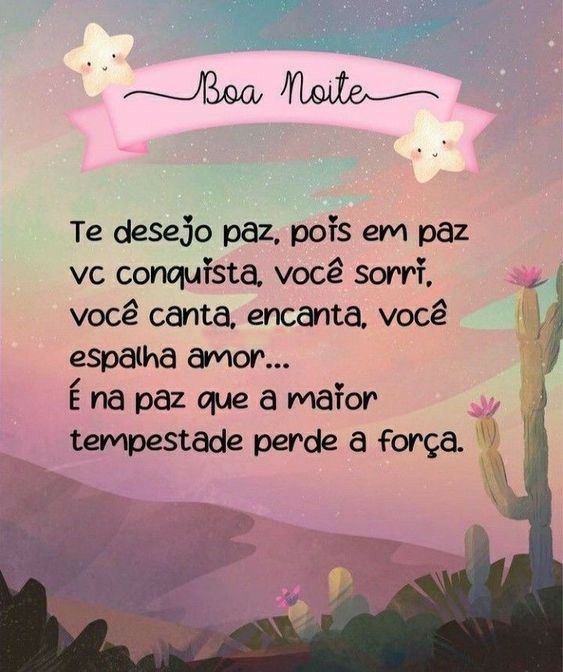 Boa Noite
Te desejo paz, pois em paz
vc conquista, você sorri,
você canta, encanta, você
espalha amor...
É na paz que a maior
tempestade perde a força.